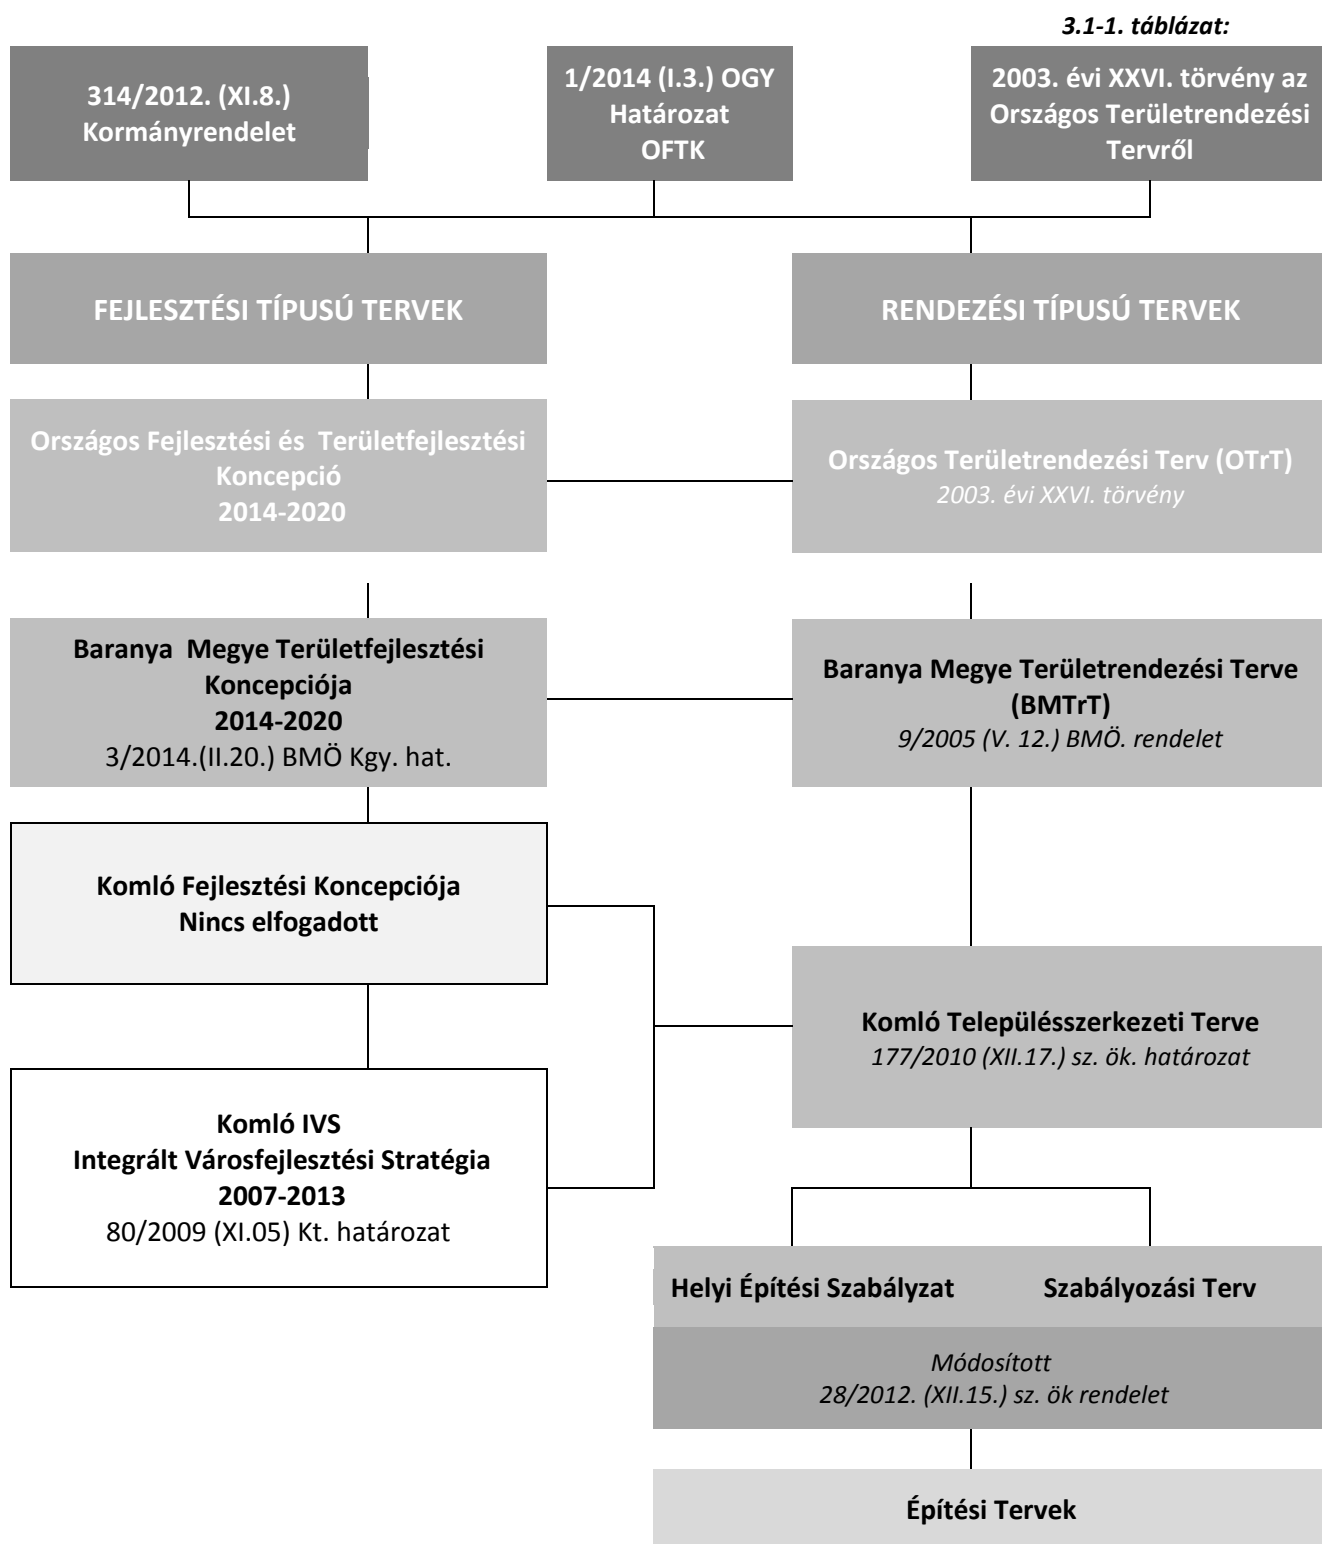 3.1-1. táblázat:
314/2012. (XI.8.)
Kormányrendelet
1/2014 (I.3.) OGY
Határozat
OFTK
2003. évi XXVI. törvény az
Országos Területrendezési
Tervről
FEJLESZTÉSI TÍPUSÚ TERVEK
RENDEZÉSI TÍPUSÚ TERVEK
Országos Fejlesztési és Területfejlesztési
Koncepció
2014-2020
Országos Területrendezési Terv (OTrT)
2003. évi XXVI. törvény
Baranya Megye Területfejlesztési
Koncepciója
2014-2020
3/2014.(II.20.) BMÖ Kgy. hat.
Baranya Megye Területrendezési Terve
(BMTrT)
9/2005 (V. 12.) BMÖ. rendelet
Komló Fejlesztési Koncepciója
Nincs elfogadott
Komló Településszerkezeti Terve
177/2010 (XII.17.) sz. ök. határozat
Komló IVS
Integrált Városfejlesztési Stratégia
2007-2013
80/2009 (XI.05) Kt. határozat
Helyi Építési Szabályzat
Szabályozási Terv
Módosított
28/2012. (XII.15.) sz. ök rendelet
Építési Tervek